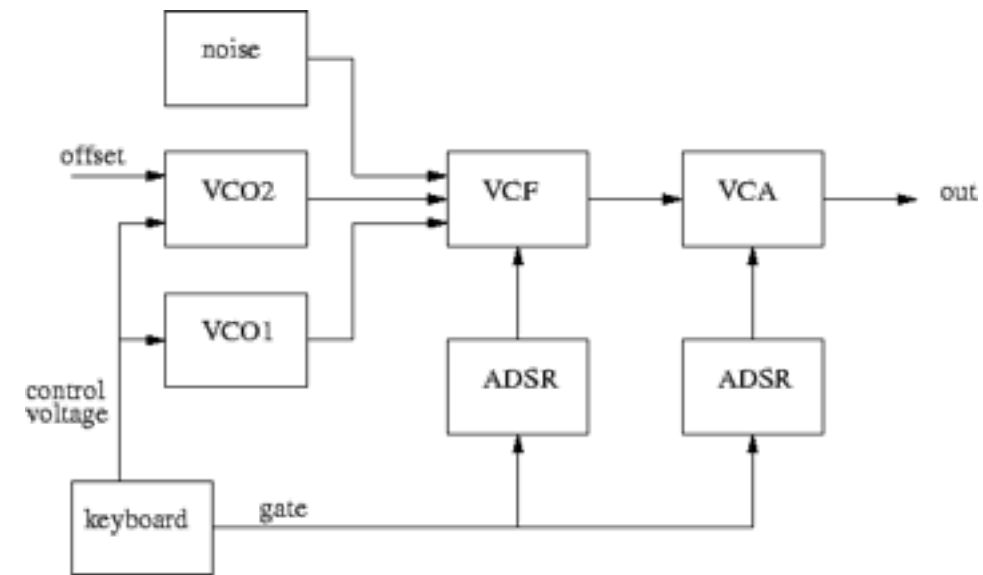 noise
offset
VCO2
VCF
VCA
out
VCO1
control
voltage
ADSR
ADSR
keyboard
gate